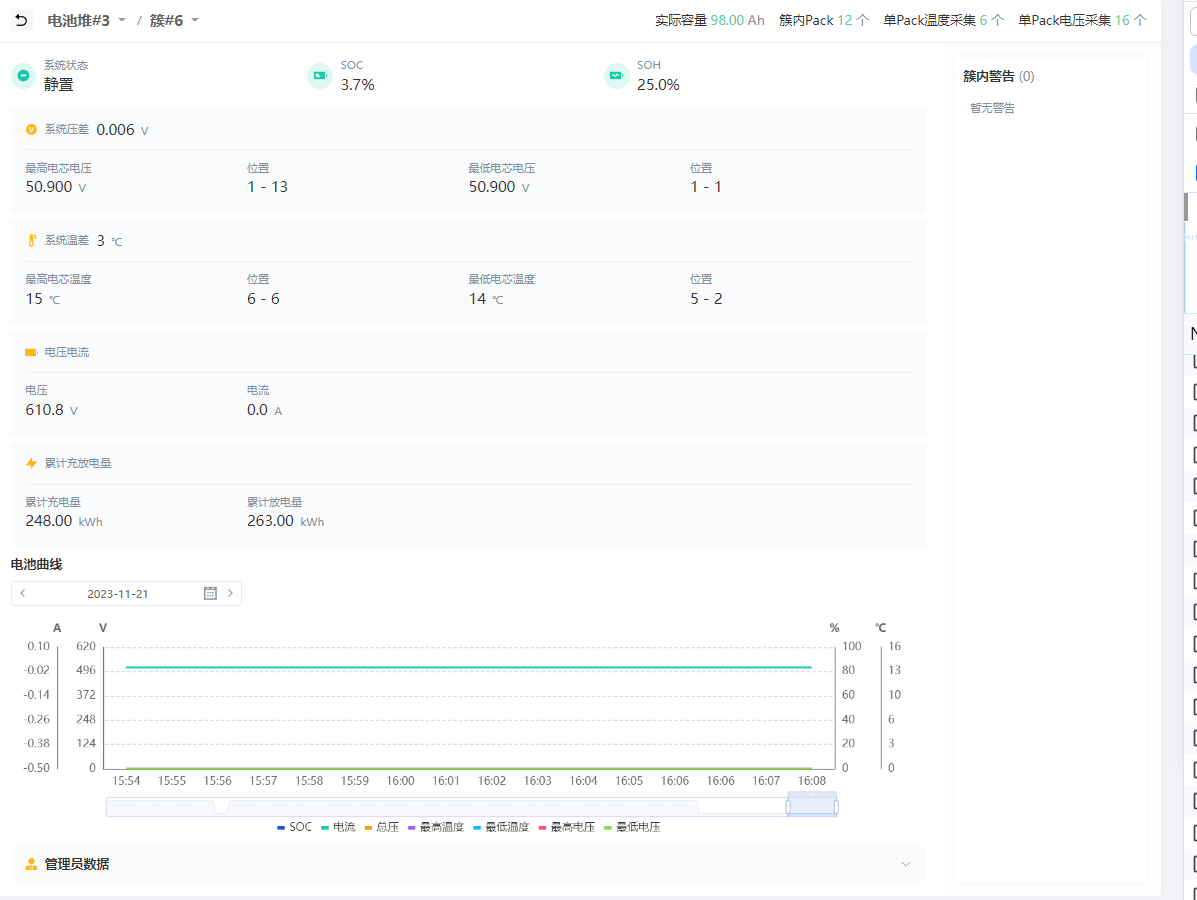 电池堆#3 / 簇#6 实际容量 98.00 Ah 簇内Pack 12 个 单Pack温度采集 6 个 单Pack电压采集 16 个
系统状态 SOC SOH
静置 3.7% 25.0%
簇内警告 (0)
暂无警告
系统压差 0.006 V
最高电芯电压 位置 最低电芯电压 位置
50.900 V 1 - 13 50.900 V 1 - 1
系统温差 3 ℃
最高电芯温度 位置 最低电芯温度 位置
15 ℃ 6 - 6 14 ℃ 5 - 2
电压电流
电压 电流
610.8 V 0.0 A
累计充放电量
累计充电量 累计放电量
248.00 kWh 263.00 kWh
电池曲线
2023-11-21
A V % ℃
0.10 620 100 16
-0.02 496 80 13
-0.14 372 60 10
-0.26 248 40 6
-0.38 124 20 3
-0.50 0 0 0
15:54 15:55 15:56 15:57 15:58 15:59 16:00 16:01 16:02 16:03 16:04 16:05 16:06 16:06 16:07 16:08
SOC 电流 总压 最高温度 最低温度 最高电压 最低电压
管理员数据